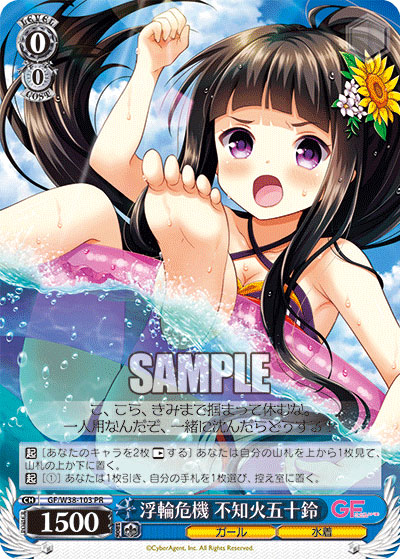 LEVEL
0
0
COST
SAMPLE
こ、こら、きみまで掴まって休むな。
一人用なんだぞ、一緒に沈んだらどうする
起［あなたのキャラを2枚する］あなたは自分の山札を上から1枚見て、
山札の上か下に置く。
起［①］あなたは1枚引き、自分の手札を1枚選び、控え室に置く。
CH GF/W38-103 PR
1500
浮輪危機 不知火五十鈴
GF
ガール
水着
©CyberAgent, Inc. All Rights Reserved.